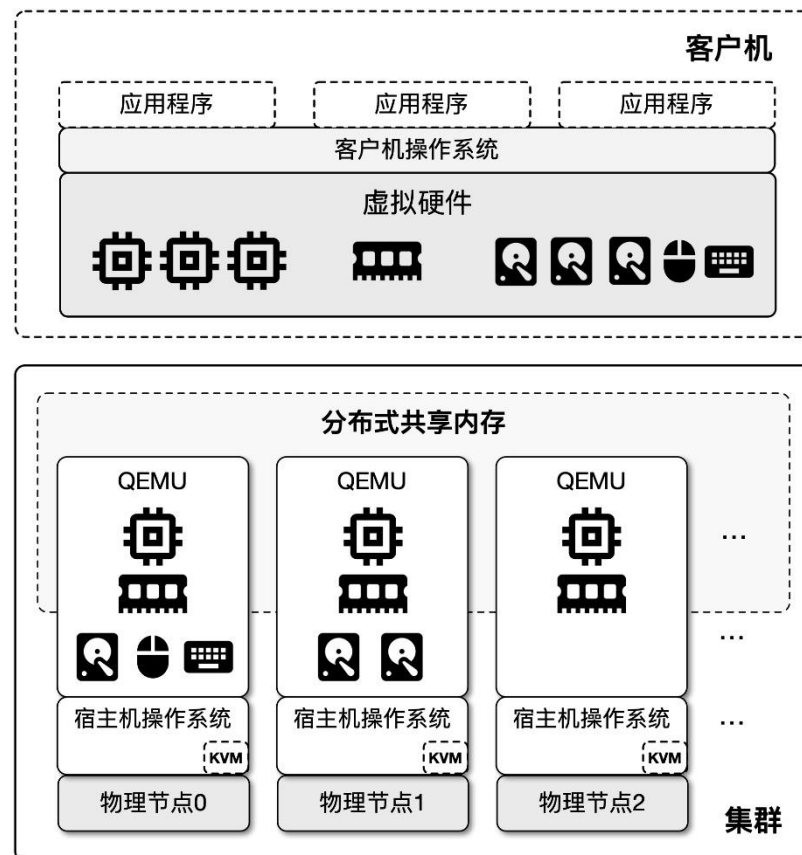 客户机
应用程序 应用程序 应用程序
客户机操作系统
虚拟硬件
分布式共享内存
QEMU QEMU QEMU
...
...
宿主机操作系统 宿主机操作系统 宿主机操作系统 ...
KVM KVM KVM
物理节点0 物理节点1 物理节点2
集群